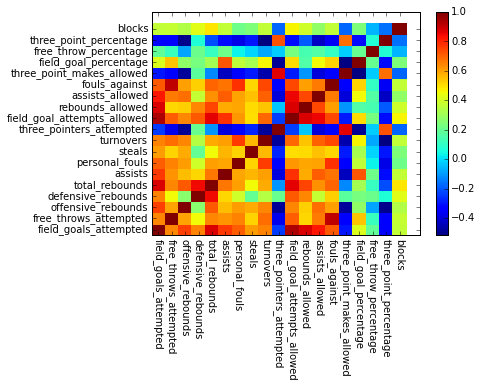 blocks
three_point_percentage
free_throw_percentage
field_goal_percentage
three_point_makes_allowed
fouls_against
assists_allowed
rebounds_allowed
field_goal_attempts_allowed
three_pointers_attempted
turnovers
steals
personal_fouls
assists
total_rebounds
defensive_rebounds
offensive_rebounds
free_throws_attempted
field_goals_attempted
field_goals_attempted
free_throws_attempted
offensive_rebounds
defensive_rebounds
total_rebounds
assists
personal_fouls
steals
turnovers
three_pointers_attempted
field_goal_attempts_allowed
rebounds_allowed
assists_allowed
fouls_against
three_point_makes_allowed
field_goal_percentage
free_throw_percentage
three_point_percentage
blocks
1.0
0.8
0.6
0.4
0.2
0.0
−0.2
−0.4